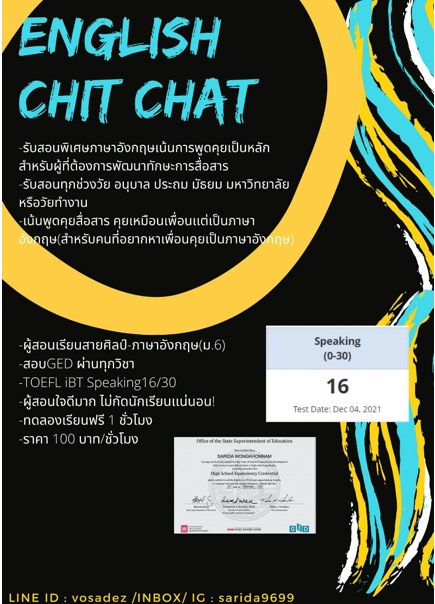 ENGLISH
CHIT CHAT
-รับสอนพิเศษภาษาอังกฤษเน้นการพูดคุยเป็นหลัก
สำหรับผู้ที่ต้องการพัฒนาทักษะการสื่อสาร
-รับสอนทุกช่วงวัย อนุบาล ประถม มัธยม มหาวิทยาลัย
หรือวัยทำงาน
-เน้นพูดคุยสื่อสาร คุยเหมือนเพื่อนแต่เป็นภาษา
อังกฤษ(สำหรับคนที่อยากหาเพื่อนคุยเป็นภาษาอังกฤษ)
-ผู้สอนเรียนสายศิลป์-ภาษาอังกฤษ(ม.6)
-สอบGED ผ่านทุกวิชา
-TOEFL iBT Speaking16/30
-ผู้สอนใจดีมาก ไม่กัดนักเรียนแน่นอน!
-ทดลองเรียนฟรี 1 ชั่วโมง
-ราคา 100 บาท/ชั่วโมง
Speaking
(0-30)
16
Test Date: Dec 04, 2021
Office of the State Superintendent of Education
SARIDA MONGKHONNAM
High School Equivalency Credential
GED
LINE ID : vosadez /INBOX/ IG : sarida9699